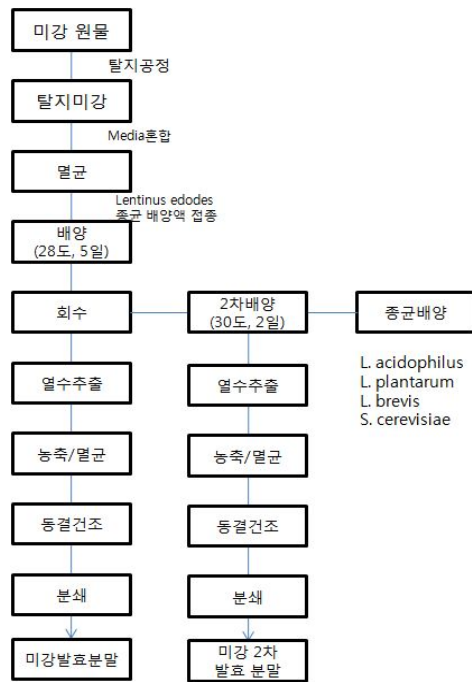 미강 원물
탈지공정
탈지미강
Media혼합
멸균
Lentinus edodes
종균 배양액 접종
배양
(28도, 5일)
회수
2차배양
(30도, 2일)
종균배양
L. acidophilus
L. plantarum
L. brevis
S. cerevisiae
열수추출
열수추출
농축/멸균
농축/멸균
동결건조
동결건조
분쇄
분쇄
미강발효분말
미강 2차
발효 분말